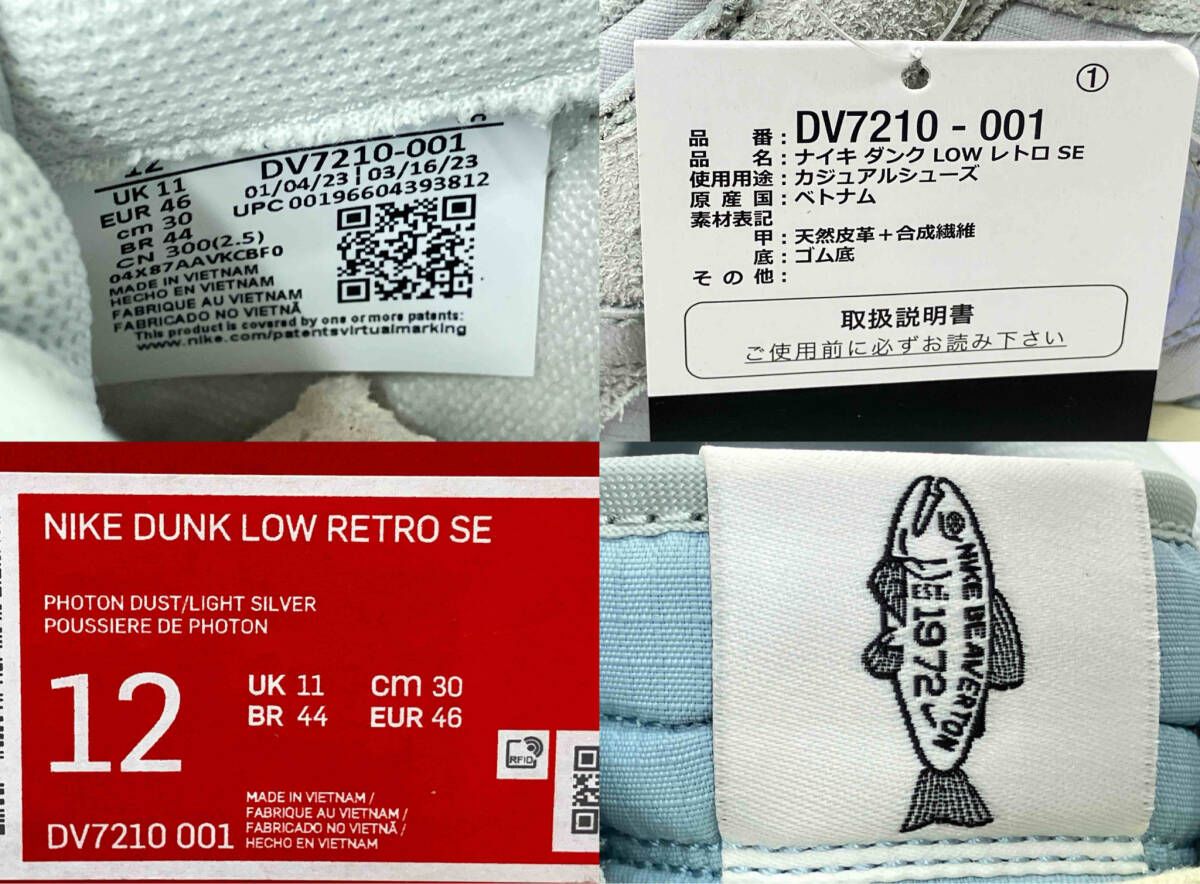 12
DV7210-001
UK 11
01/04/23 | 03/16/23
EUR 46
UPC 00196604393812
cm 30
BR 44
CN 300(2.5)
04X87AAVKCBF0
MADE IN VIETNAM
HECHO EN VIETNAM
FABRIQUE AU VIETNAM
FABRICADO NO VIETNÃ
This product is covered by one or more patents:
www.nike.com/patentsvirtualmarking
①
品 番 : DV7210 - 001
品 名 : ナイキ ダンク LOW レトロ SE
使用用途 : カジュアルシューズ
原 産 国 : ベトナム
素材表記
甲 : 天然皮革＋合成繊維
底 : ゴム底
そ の 他 :
取扱説明書
ご使用前に必ずお読み下さい
NIKE DUNK LOW RETRO SE
PHOTON DUST/LIGHT SILVER
POUSSIERE DE PHOTON
12
UK 11 cm 30
BR 44 EUR 46
RFID
MADE IN VIETNAM /
FABRIQUE AU VIETNAM /
FABRICADO NO VIETNÃ /
HECHO EN VIETNAM
DV7210 001
NIKE BEAVERTON
1972